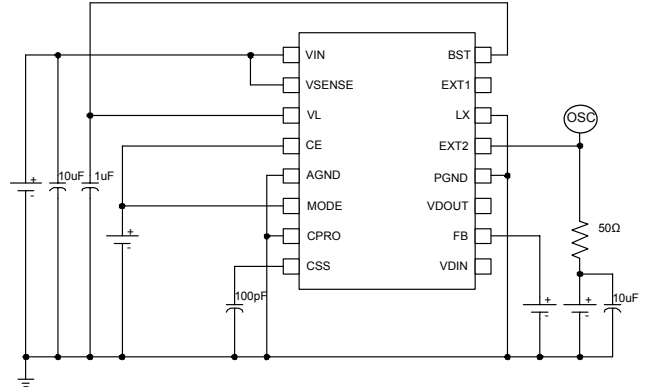 VIN
BST
VSENSE
EXT1
VL
LX
OSC
CE
EXT2
10uF
1uF
AGND
PGND
+
-
MODE
VDOUT
+
-
CPRO
FB
50Ω
CSS
VDIN
100pF
+
-
+
-
10uF